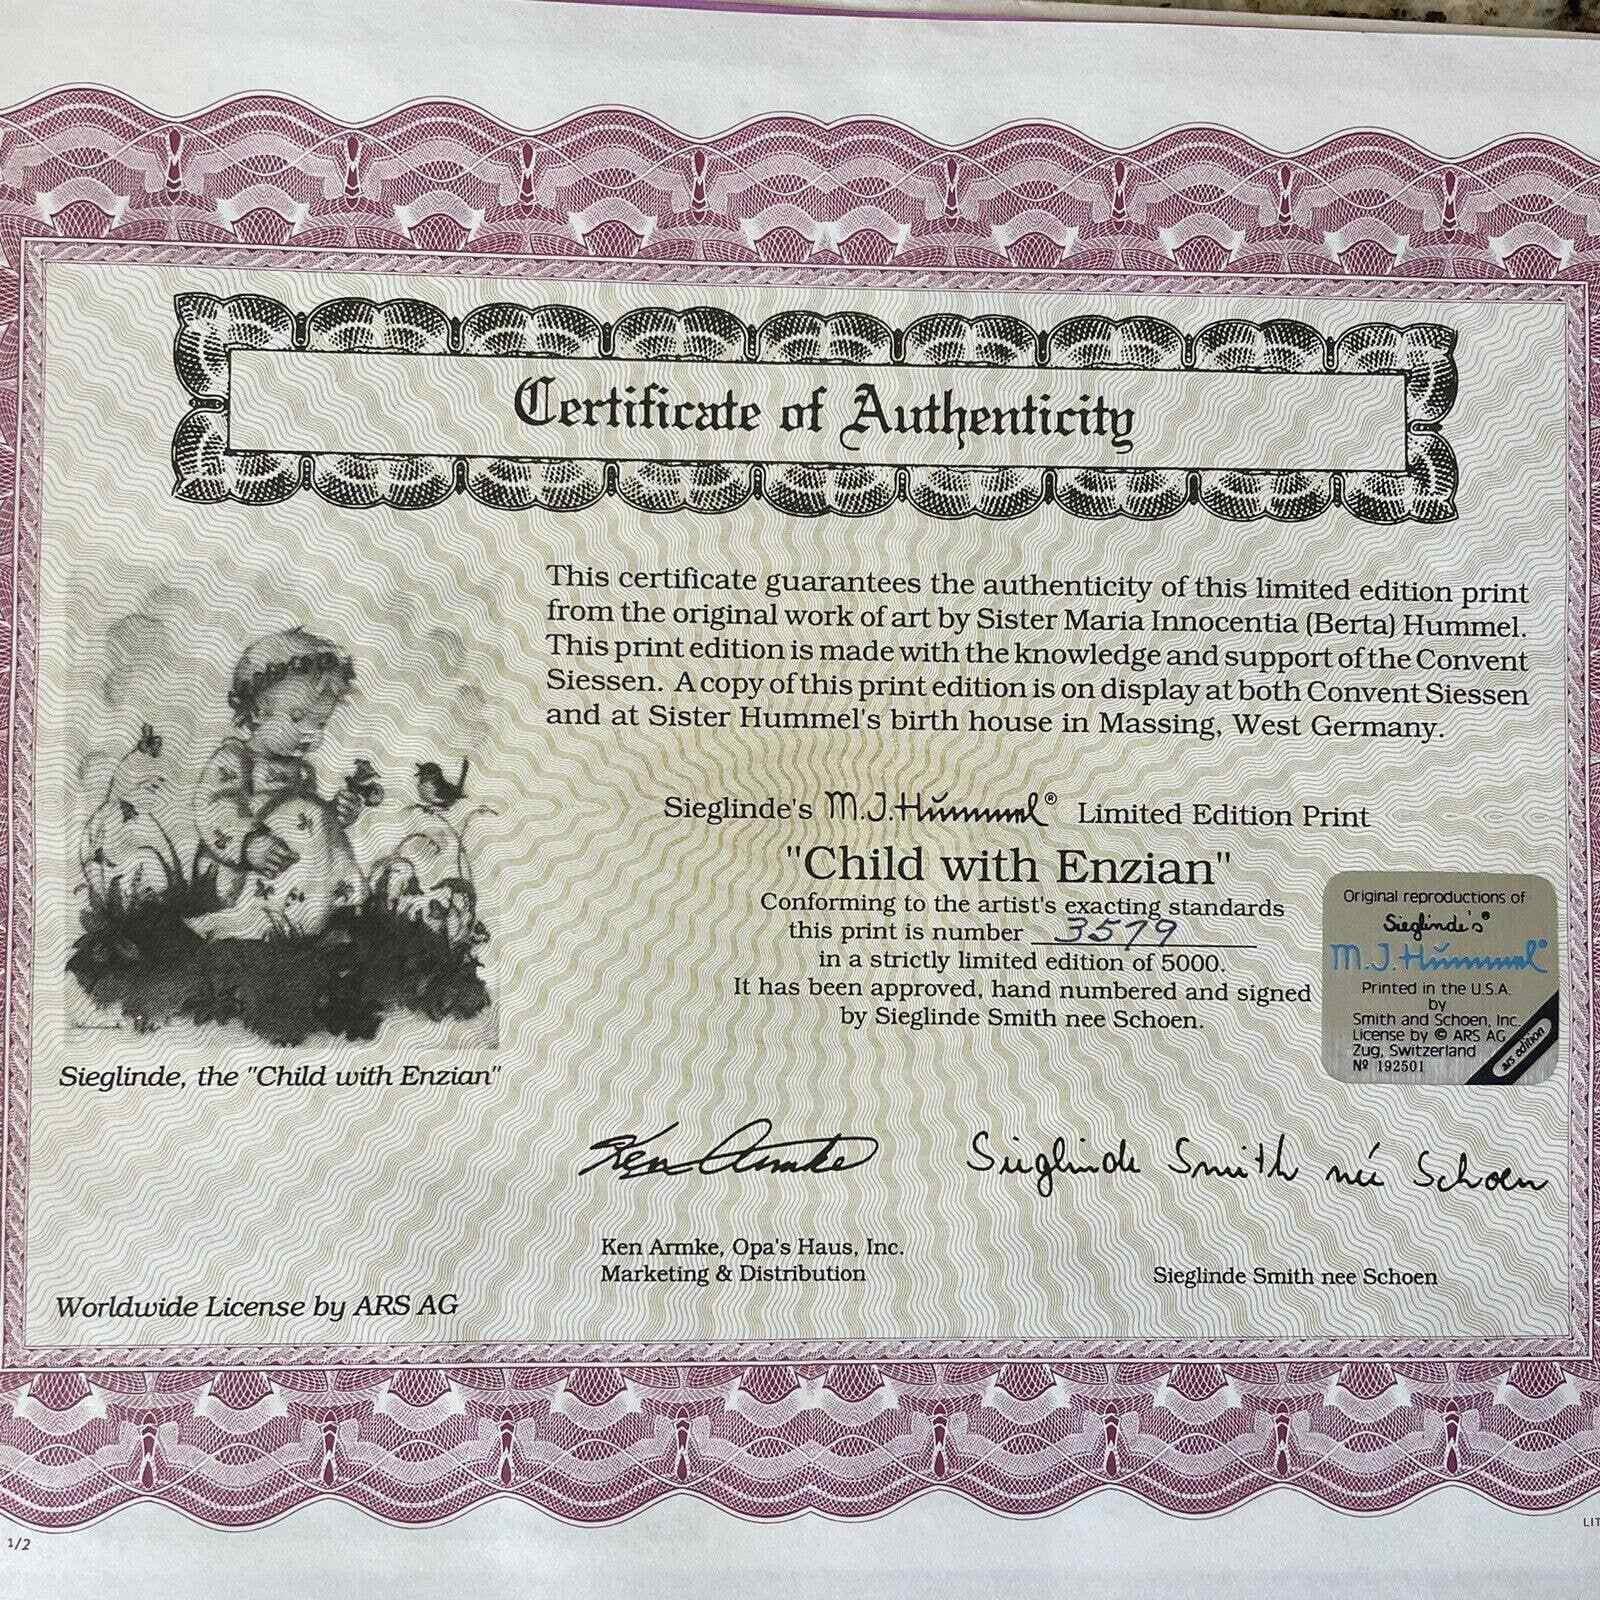 Certificate of Authenticity
This certificate guarantees the authenticity of this limited edition print
from the original work of art by Sister Maria Innocentia (Berta) Hummel.
This print edition is made with the knowledge and support of the Convent
Siessen. A copy of this print edition is on display at both Convent Siessen
and at Sister Hummel's birth house in Massing, West Germany.
Sieglinde's M.J.Hummel® Limited Edition Print
"Child with Enzian"
Conforming to the artist's exacting standards
this print is number 3579
in a strictly limited edition of 5000.
It has been approved, hand numbered and signed
by Sieglinde Smith nee Schoen.
Original reproductions of
Sieglinde's®
M.J.Hummel®
Printed in the U.S.A.
by
Smith and Schoen, Inc.
License by © ARS AG
Zug, Switzerland
Nº 192501
ars edition
Sieglinde, the "Child with Enzian"
Ken Armke
Sieglinde Smith neé Schoen
Ken Armke, Opa's Haus, Inc.
Marketing & Distribution
Sieglinde Smith nee Schoen
Worldwide License by ARS AG
1/2
LIT